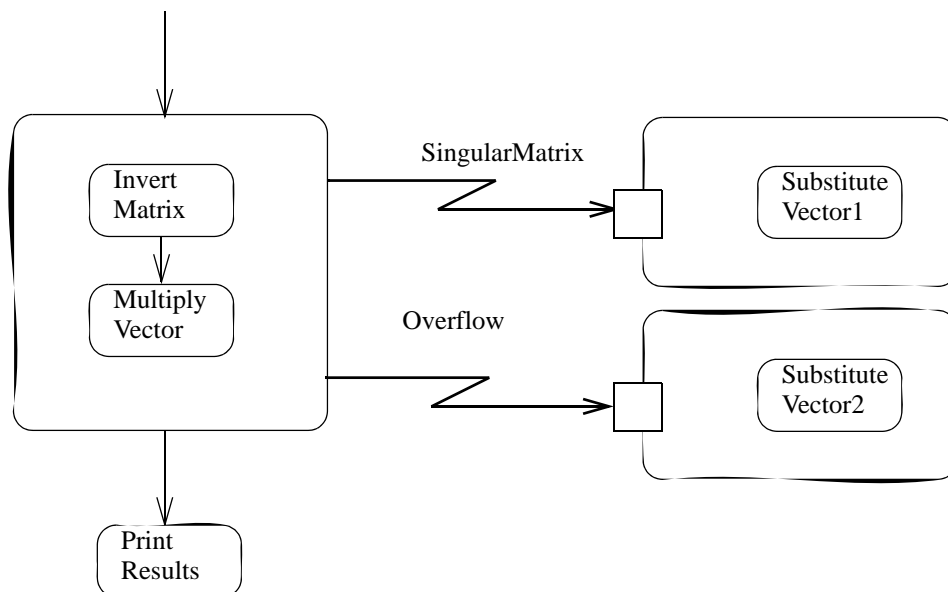 SingularMatrix
Invert
Matrix
Substitute
Vector1
Multiply
Vector
Overflow
Substitute
Vector2
Print
Results